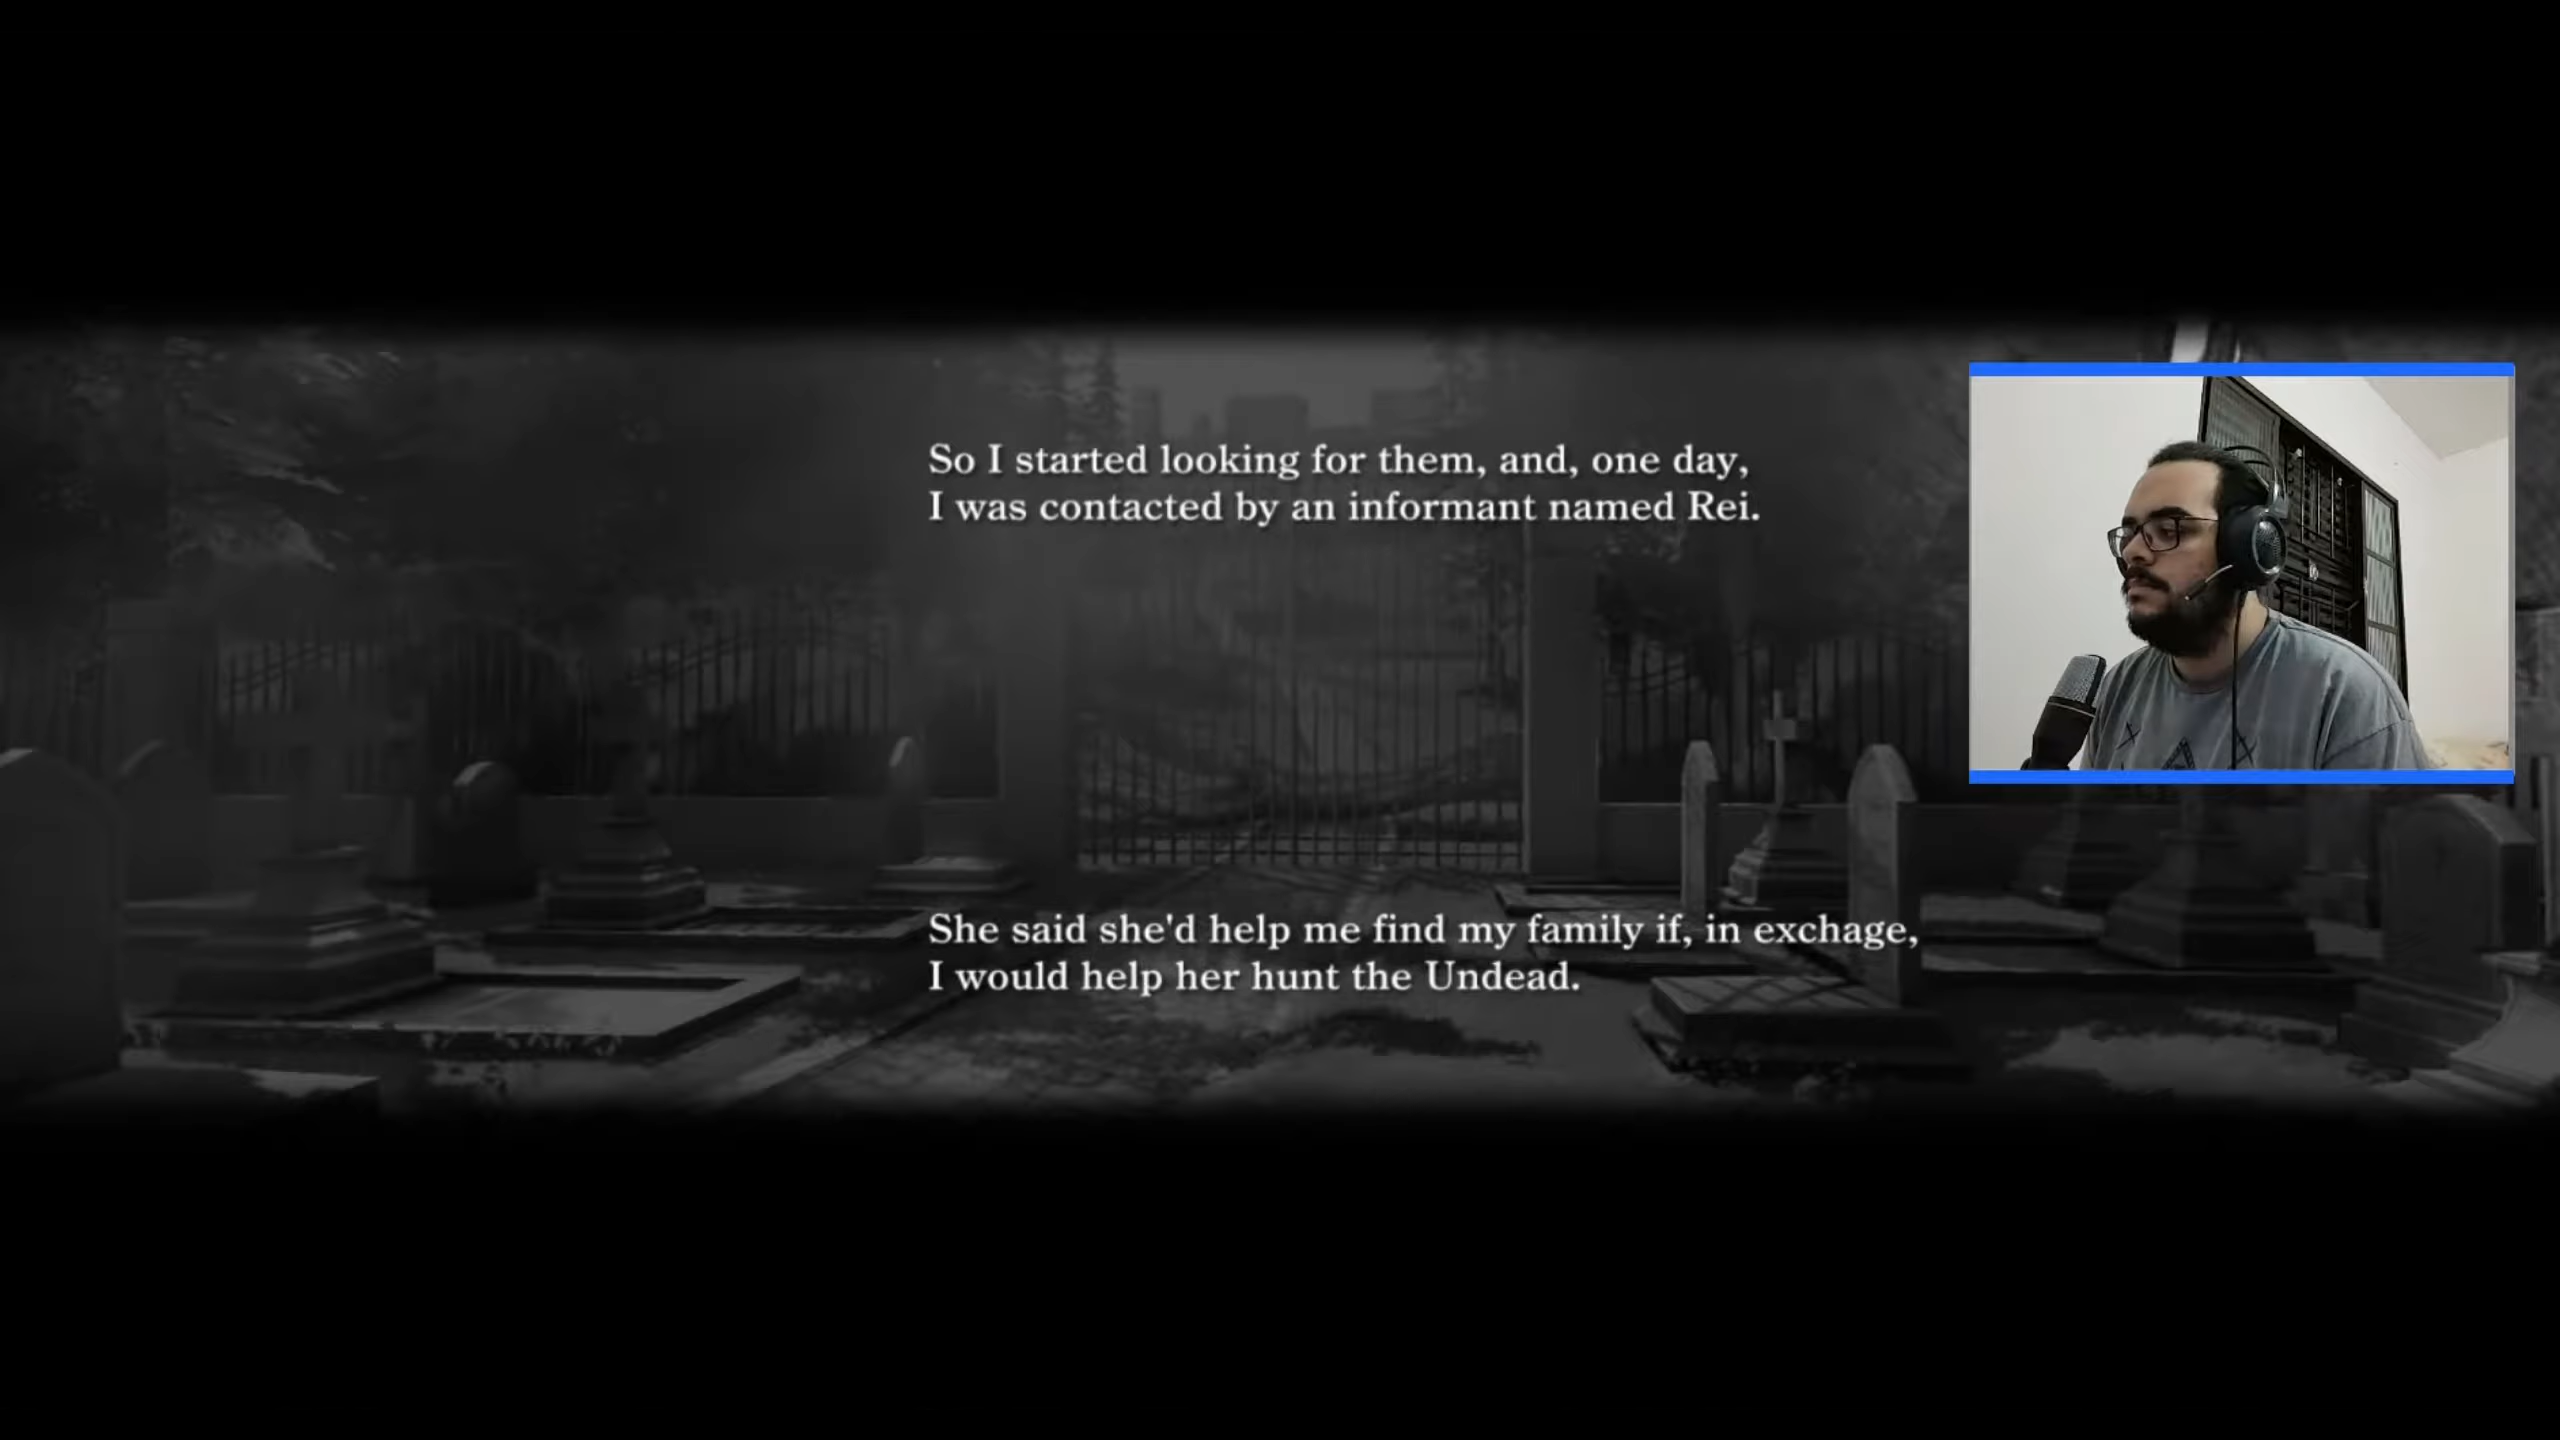 So I started looking for them, and, one day,
I was contacted by an informant named Rei.
She said she'd help me find my family if, in exchage,
I would help her hunt the Undead.